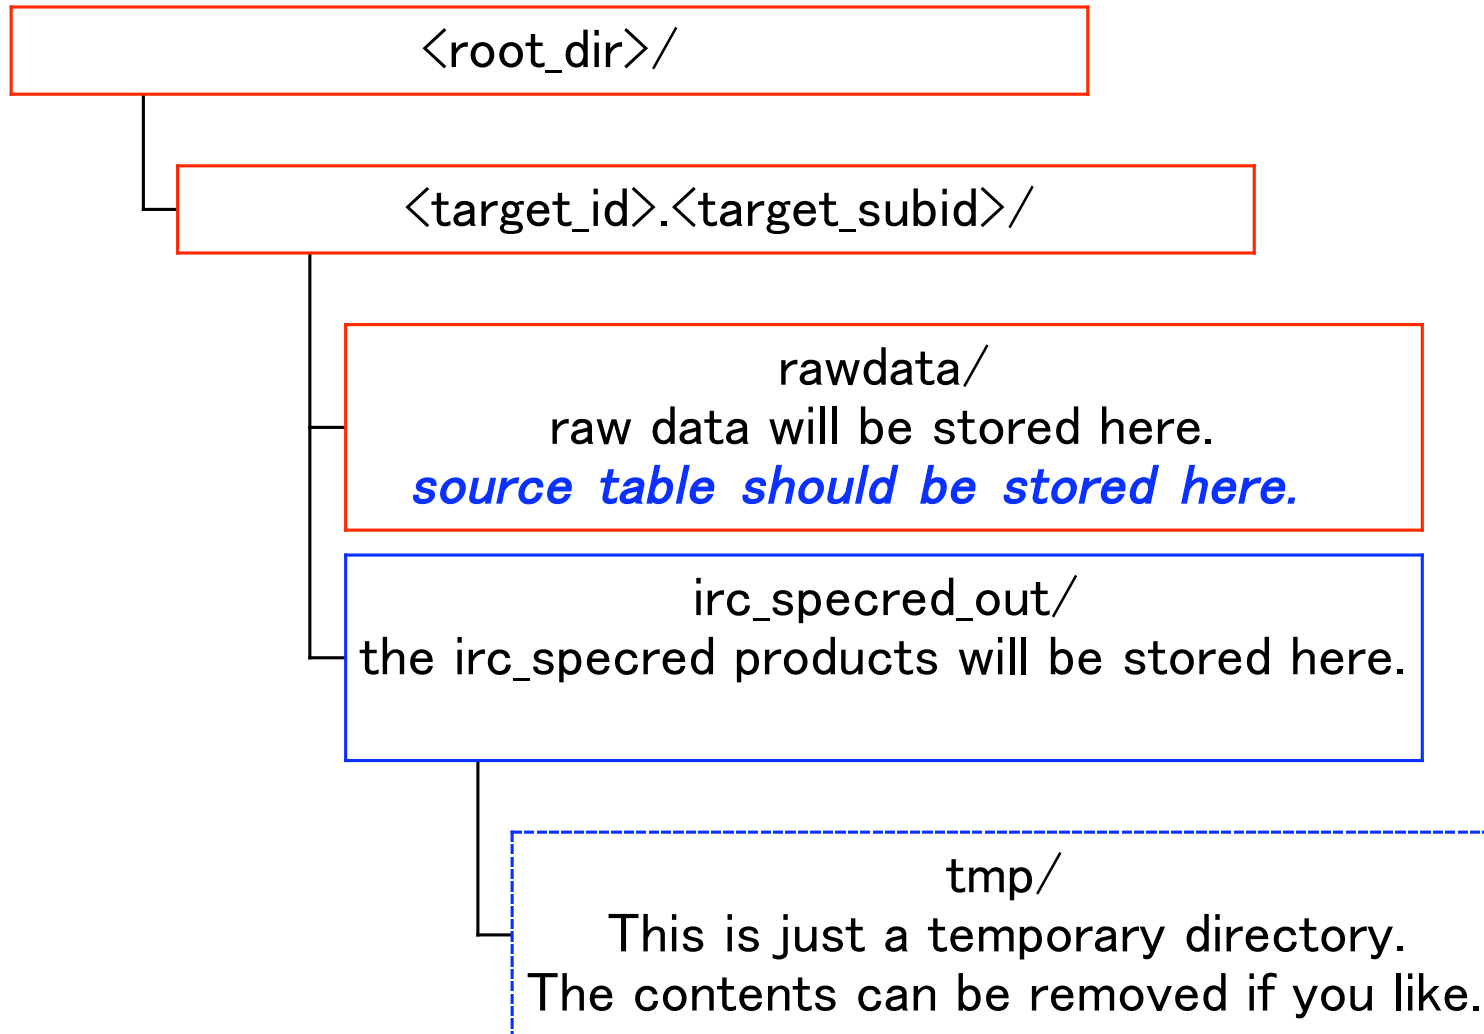 <root_dir>/
<target_id>.<target_subid>/
rawdata/
raw data will be stored here.
source table should be stored here.
irc_specred_out/
the irc_specred products will be stored here.
tmp/
This is just a temporary directory.
The contents can be removed if you like.